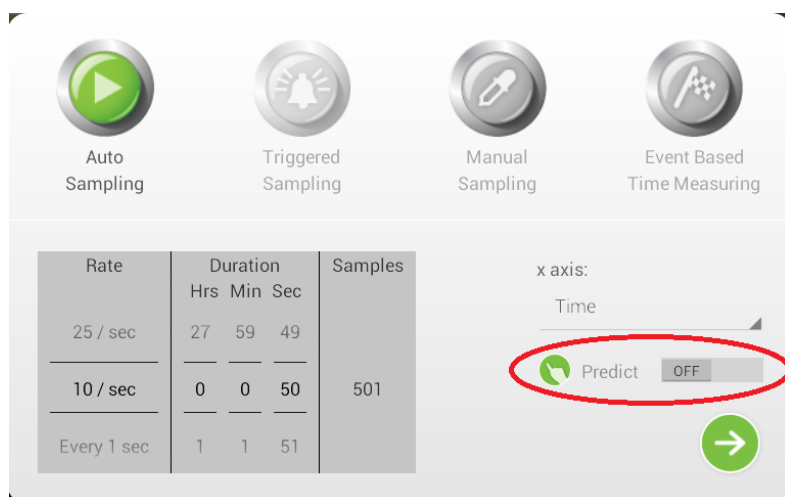 Auto
Sampling
Triggered
Sampling
Manual
Sampling
Event Based
Time Measuring
Rate
Duration
Samples
Hrs Min Sec
25 / sec 27 59 49
10 / sec 0 0 50 501
Every 1 sec 1 1 51
x axis:
Time
Predict OFF